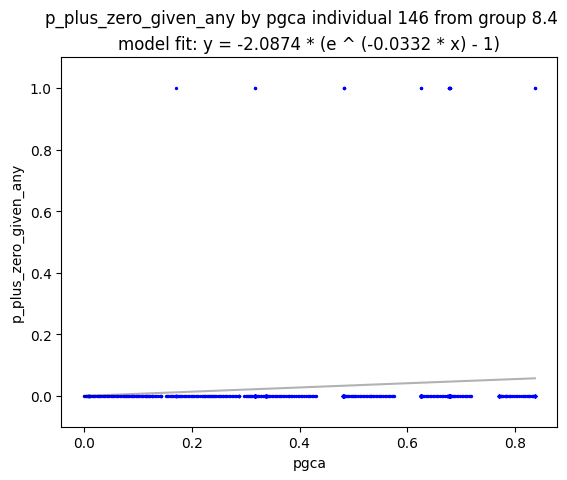 p_plus_zero_given_any by pgca individual 146 from group 8.4
model fit: y = -2.0874 * (e ^ (-0.0332 * x) - 1)
1.0
0.8
0.6
0.4
0.2
0.0
p_plus_zero_given_any
0.0 0.2 0.4 0.6 0.8
pgca